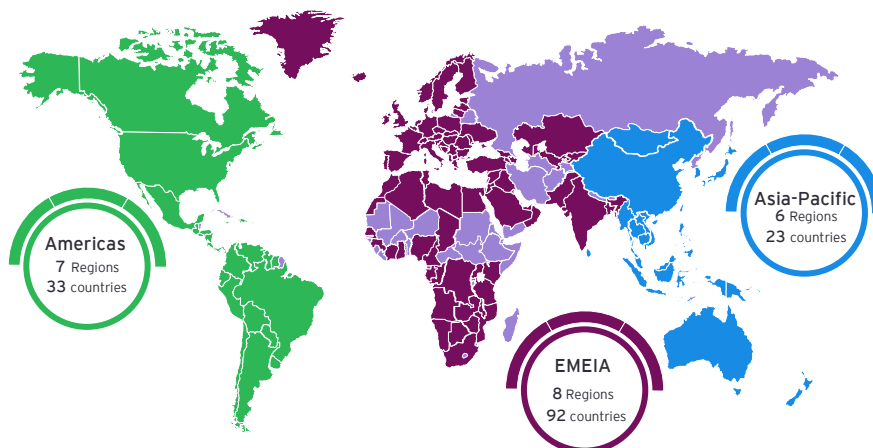 Americas
7 Regions
33 countries
Asia-Pacific
6 Regions
23 countries
EMEIA
8 Regions
92 countries